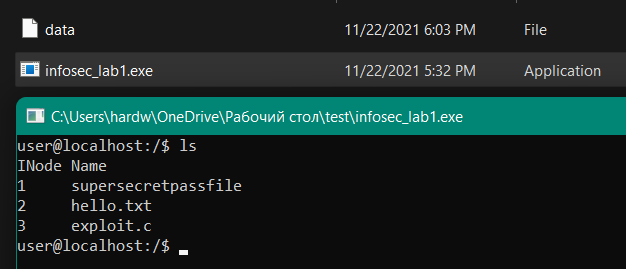 data 11/22/2021 6:03 PM File
infosec_lab1.exe 11/22/2021 5:32 PM Application
C:\Users\hardw\OneDrive\Рабочий стол\test\infosec_lab1.exe
user@localhost:/$ ls
INode Name
1 supersecretpassfile
2 hello.txt
3 exploit.c
user@localhost:/$